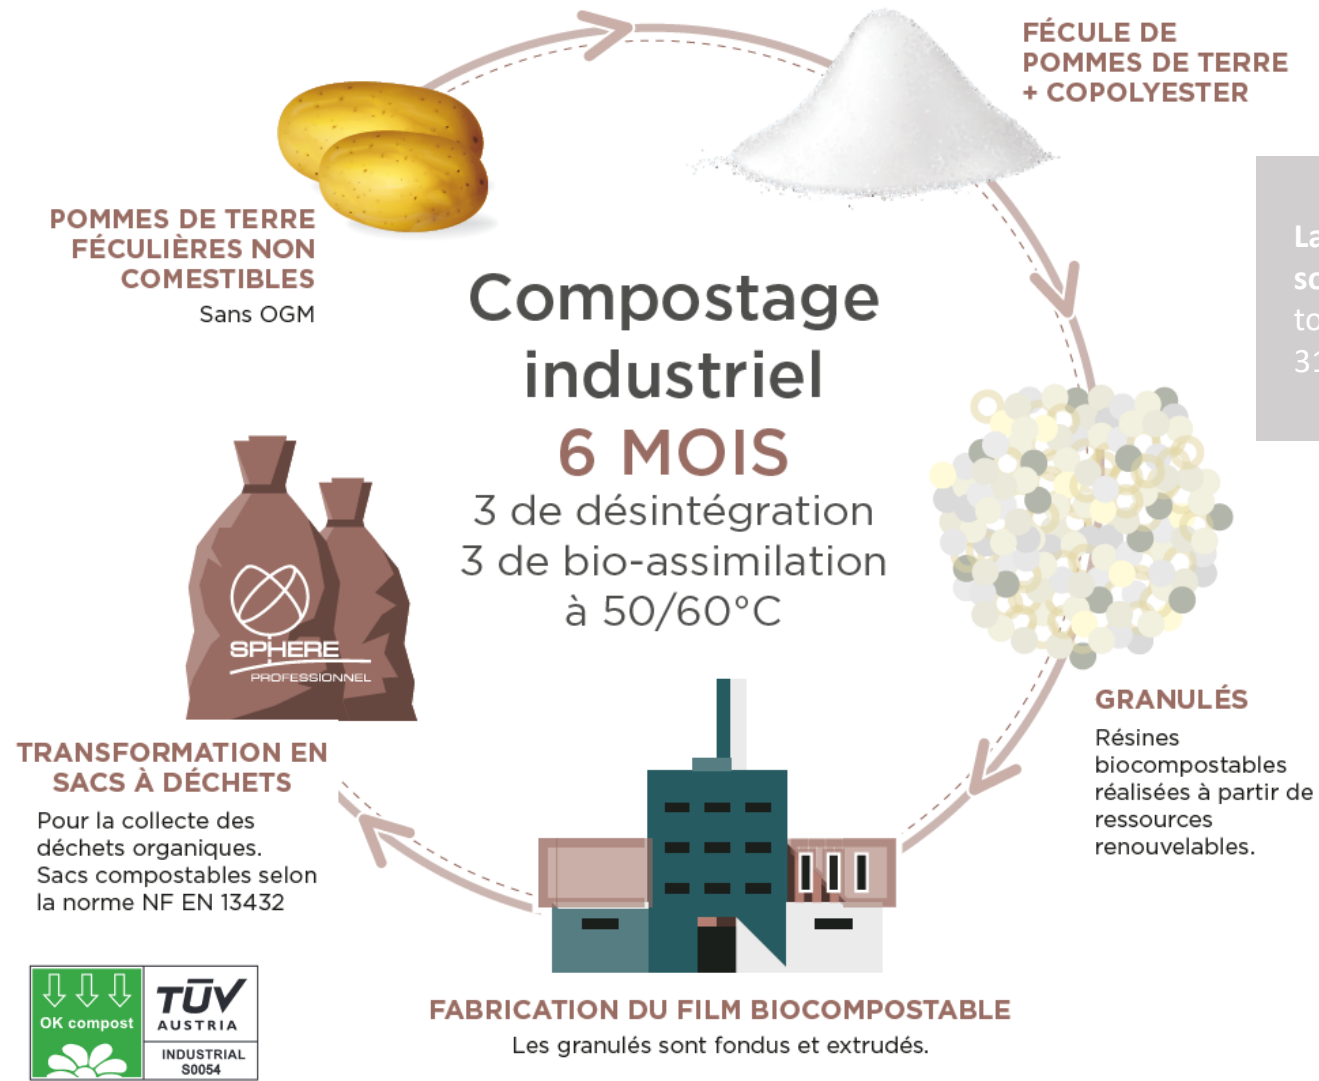 FÉCULE DE
POMMES DE TERRE
+ COPOLYESTER
POMMES DE TERRE
FÉCULIÈRES NON
COMESTIBLES
Sans OGM
Compostage
industriel
6 MOIS
3 de désintégration
3 de bio-assimilation
à 50/60°C
SPHERE
PROFESSIONNEL
GRANULÉS
Résines
biocompostables
réalisées à partir de
ressources
renouvelables.
TRANSFORMATION EN
SACS À DÉCHETS
Pour la collecte des
déchets organiques.
Sacs compostables selon
la norme NF EN 13432
FABRICATION DU FILM BIOCOMPOSTABLE
Les granulés sont fondus et extrudés.
OK compost
TÜV
AUSTRIA
INDUSTRIAL
S0054